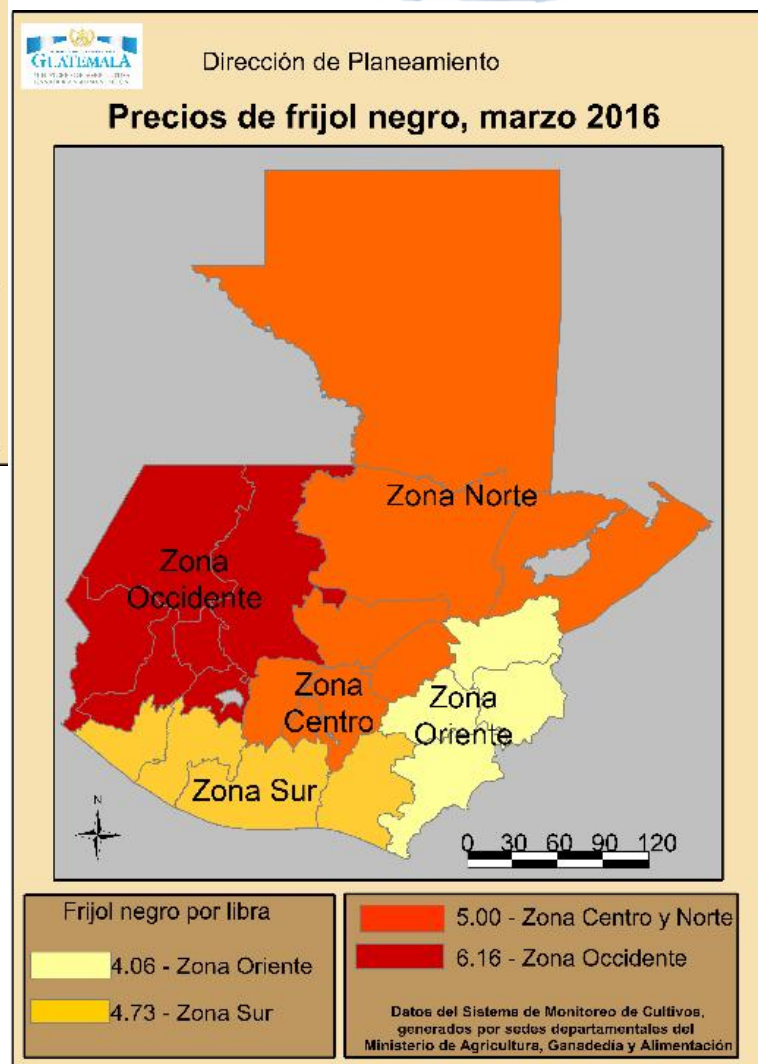 GUATEMALA
Dirección de Planeamiento
Precios de frijol negro, marzo 2016
Zona Norte
Zona
Occidente
Zona
Centro
Zona
Oriente
Zona Sur
N
0 30 60 90 120
Frijol negro por libra
4.06 - Zona Oriente
4.73 - Zona Sur
5.00 - Zona Centro y Norte
6.16 - Zona Occidente
Datos del Sistema de Monitoreo de Cultivos,
generados por sedes departamentales del
Ministerio de Agricultura, Ganadedía y Alimentación